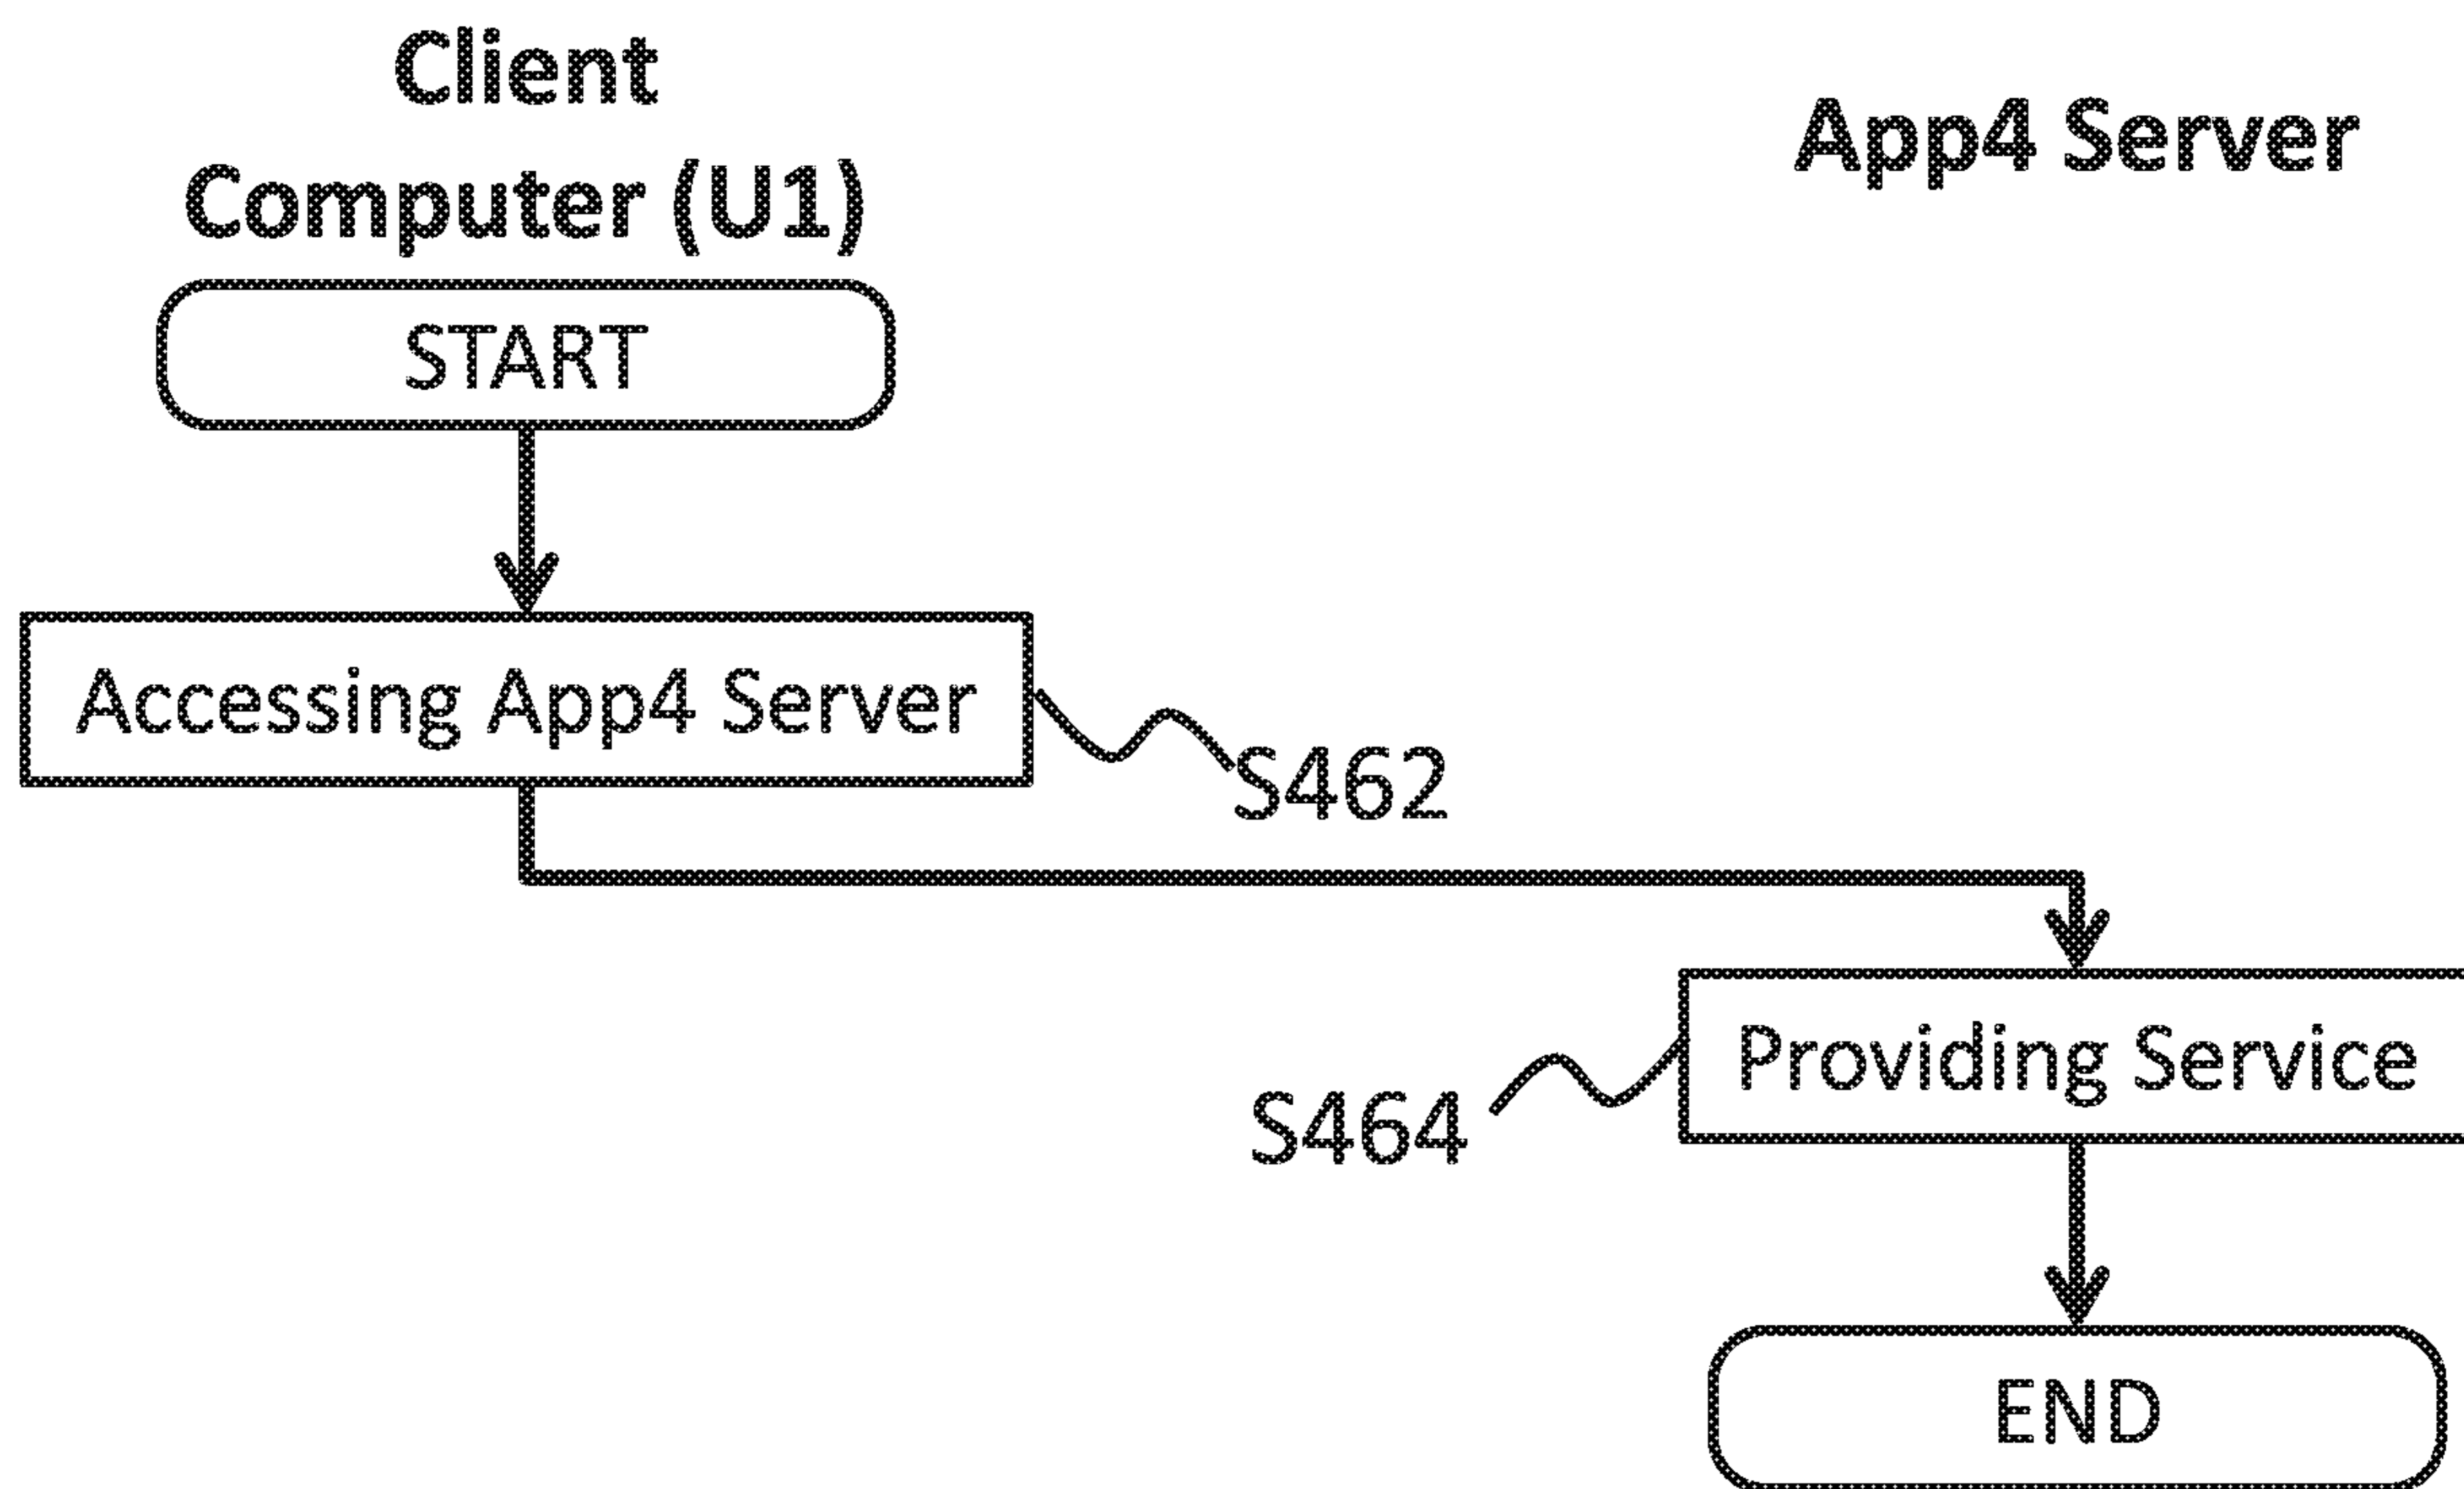 Client
Computer (U1)
App4 Server
START
Accessing App4 Server
S462
Providing Service
S464
END